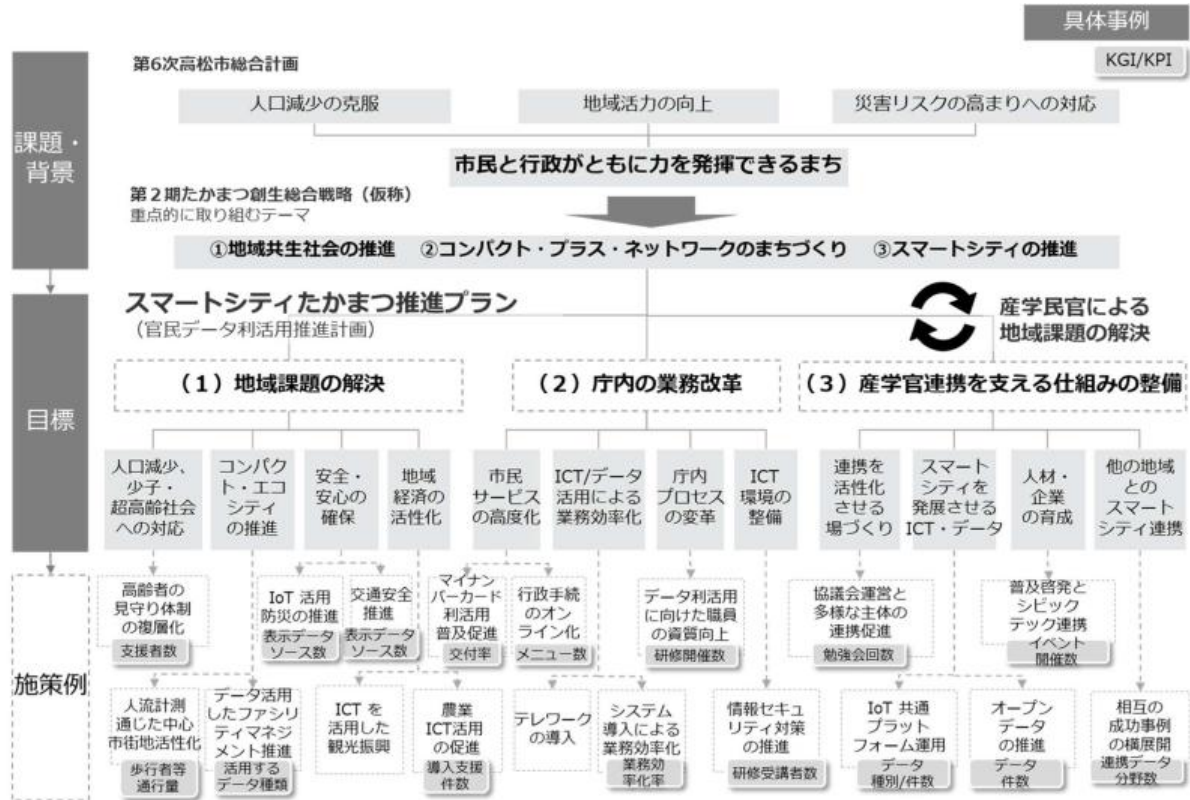 具体事例
KGI/KPI
課題・
背景
第6次高松市総合計画
人口減少の克服
地域活力の向上
災害リスクの高まりへの対応
市民と行政がともに力を発揮できるまち
第2期たかまつ創生総合戦略（仮称）
重点的に取り組むテーマ
①地域共生社会の推進 ②コンパクト・プラス・ネットワークのまちづくり ③スマートシティの推進
目標
スマートシティたかまつ推進プラン
（官民データ利活用推進計画）
産学民官による
地域課題の解決
（1）地域課題の解決
（2）庁内の業務改革
（3）産学官連携を支える仕組みの整備
人口減少、
少子・
超高齢社会
への対応
コンパク
ト・エコ
シティ
の推進
安全・
安心の
確保
地域
経済の
活性化
市民
サービス
の高度化
ICT/データ
活用による
業務効率化
庁内
プロセス
の変革
ICT
環境の
整備
連携を
活性化
させる
場づくり
スマート
シティを
発展させる
ICT・データ
人材・
企業
の育成
他の地域
との
スマート
シティ連携
施策例
高齢者の
見守り体制
の複層化
支援者数
IoT 活用
防災の推進
表示データ
ソース数
交通安全
推進
表示データ
ソース数
マイナン
バーカード
利活用
普及促進
交付率
行政手続
のオン
ライン化
メニュー数
データ利活用
に向けた職員
の資質向上
研修開催数
協議会運営と
多様な主体の
連携促進
勉強会回数
普及啓発と
シビック
テック連携
イベント
開催数
人流計測
通じた中心
市街地活性化
歩行者等
通行量
データ活用
したファシリ
ティマネジ
メント推進
活用する
データ種類
ICT を
活用した
観光振興
農業
ICT活用
の促進
導入支援
件数
テレワーク
の導入
システム
導入による
業務効率化
業務効
率化率
情報セキュ
リティ対策
の推進
研修受講者数
IoT 共通
プラット
フォーム運用
データ
種別/件数
オープン
データ
の推進
データ
件数
相互の
成功事例
の横展開
連携データ
分野数